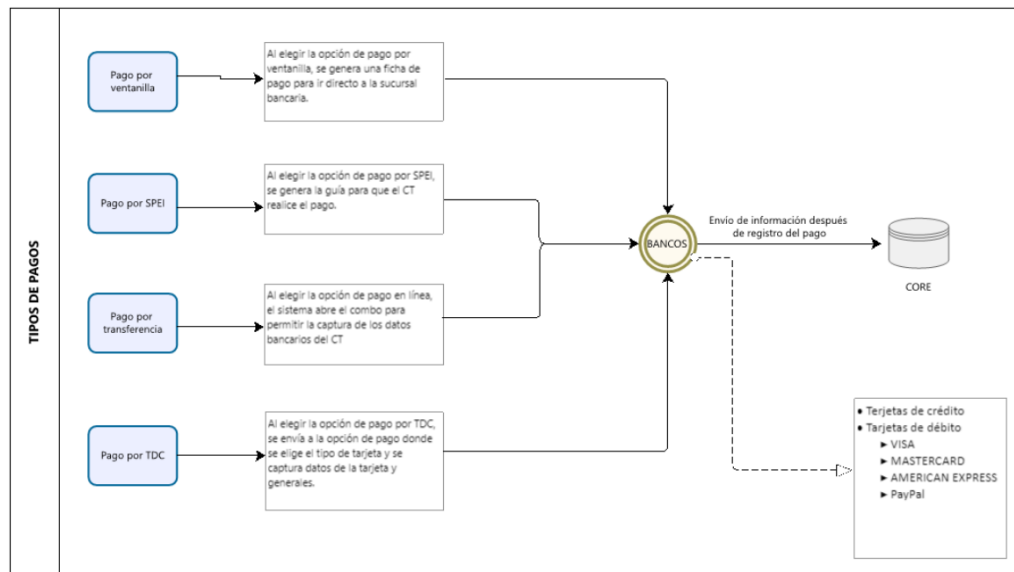 TIPOS DE PAGOS
Pago por
ventanilla
Al elegir la opción de pago por
ventanilla, se genera una ficha de
pago para ir directo a la sucursal
bancaria.
Pago por SPEI
Al elegir la opción de pago por SPEI,
se genera la guía para que el CT
realice el pago.
Pago por
transferencia
Al elegir la opción de pago en línea,
el sistema abre el combo para
permitir la captura de los datos
bancarios del CT
Pago por TDC
Al elegir la opción de pago por TDC,
se envía a la opción de pago donde
se elige el tipo de tarjeta y se
captura datos de la tarjeta y
generales.
BANCOS
Envío de información después
de registro del pago
CORE
• Terjetas de crédito
• Tarjetas de débito
► VISA
► MASTERCARD
► AMERICAN EXPRESS
► PayPal